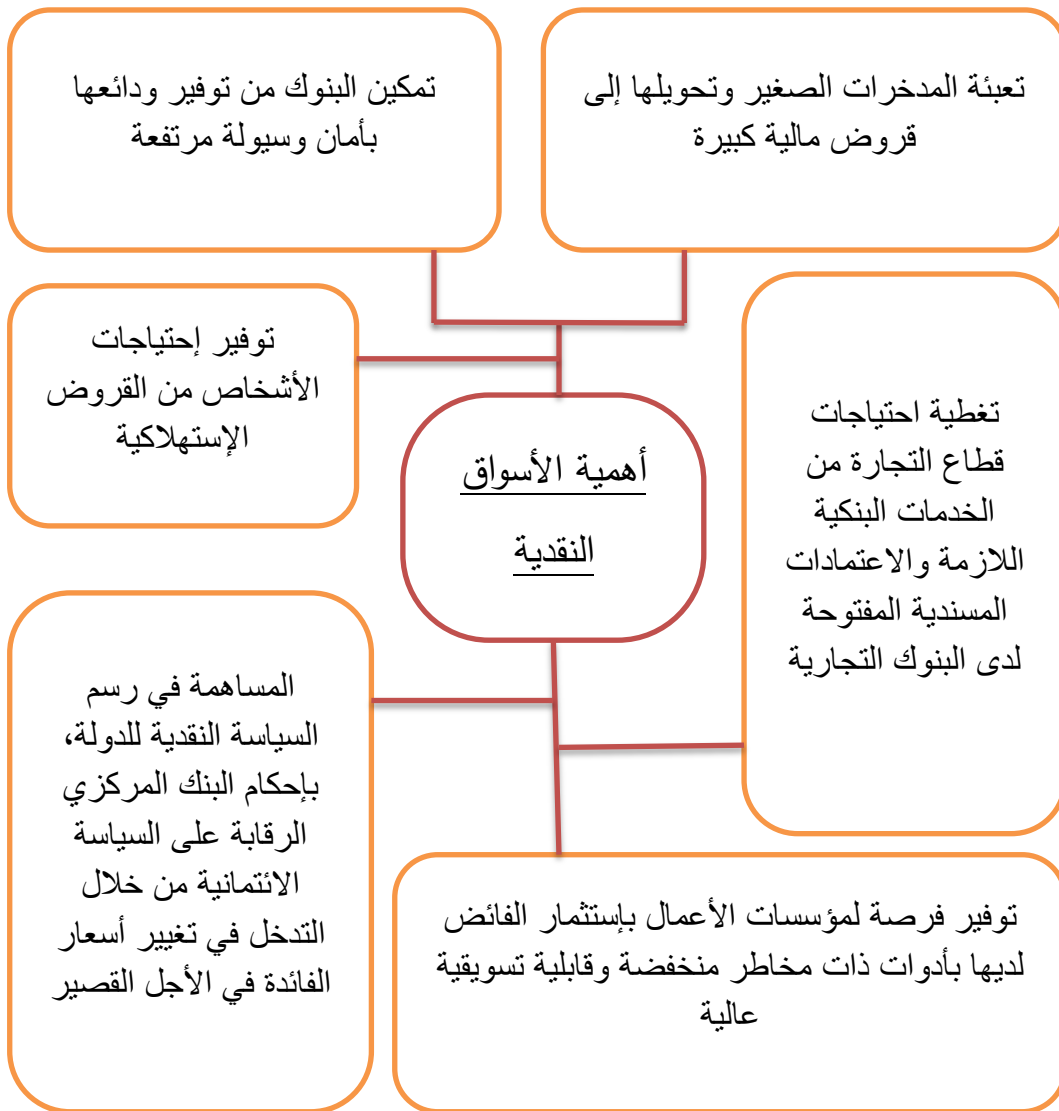 تعبئة المدخرات الصغير وتحويلها إلى
قروض مالية كبيرة
تمكين البنوك من توفير ودائعها
بأمان وسيولة مرتفعة
توفير إحتياجات
الأشخاص من القروض
الإستهلاكية
أهمية الأسواق
النقدية
تغطية احتياجات
قطاع التجارة من
الخدمات البنكية
اللازمة والاعتمادات
المسندية المفتوحة
لدى البنوك التجارية
المساهمة في رسم
السياسة النقدية للدولة،
بإحكام البنك المركزي
الرقابة على السياسة
الائتمانية من خلال
التدخل في تغيير أسعار
الفائدة في الأجل القصير
توفير فرصة لمؤسسات الأعمال بإستثمار الفائض
لديها بأدوات ذات مخاطر منخفضة وقابلية تسويقية
عالية